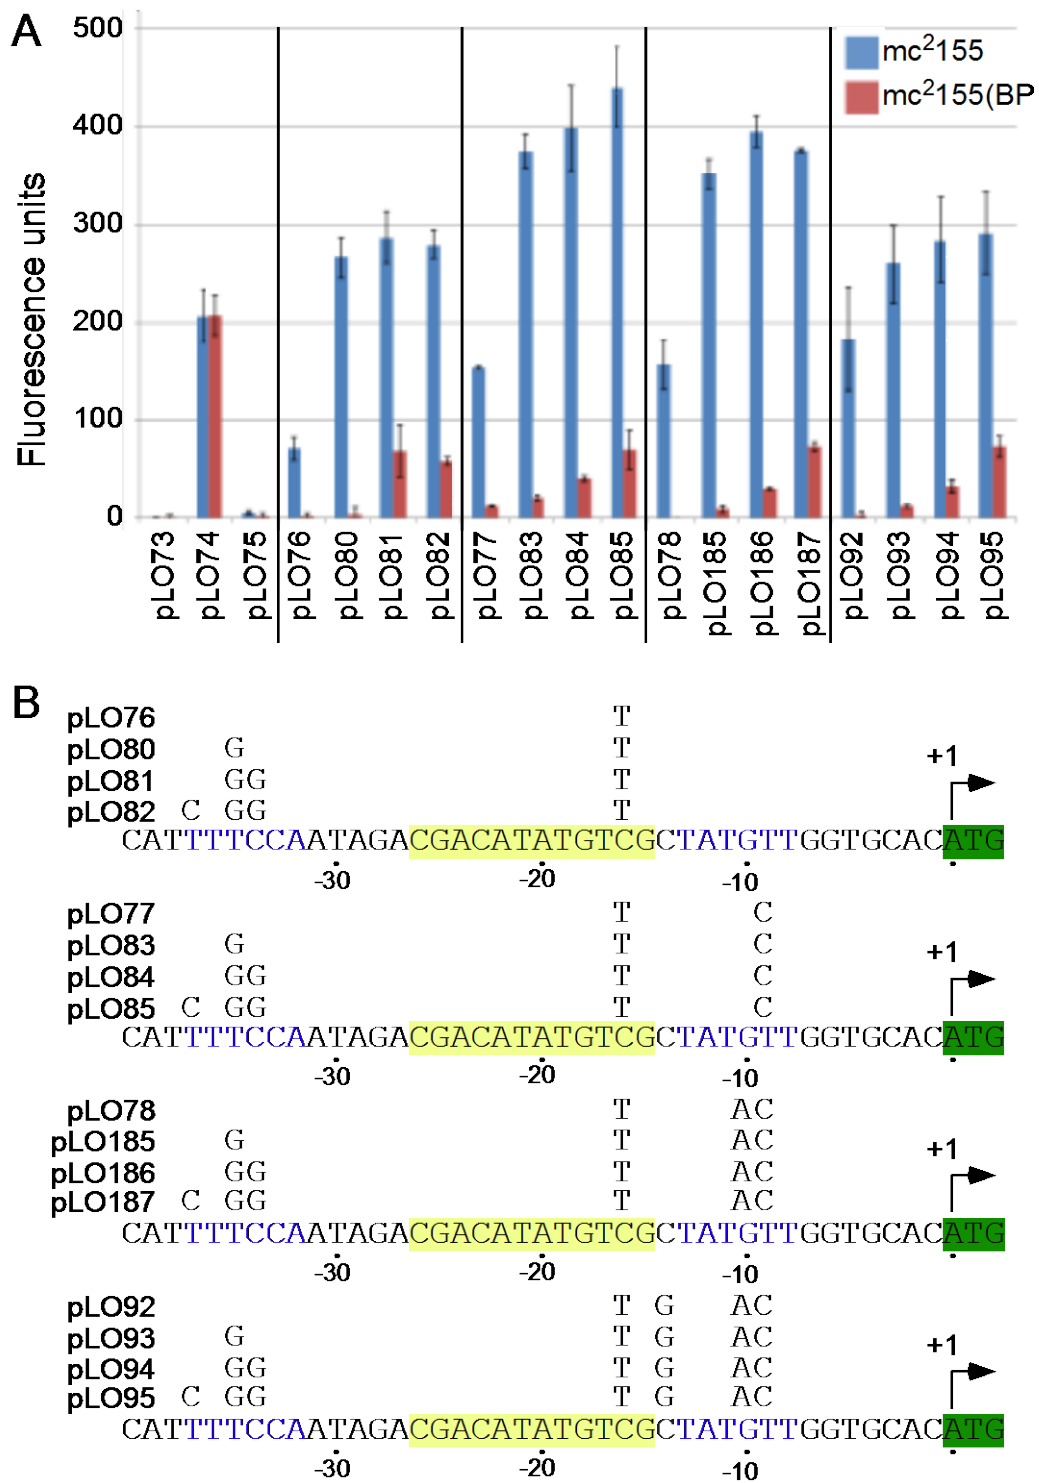 A
500
400
300
200
100
0
Fluorescence units
mc²155
mc²155(BP
pLO73 pLO74 pLO75 pLO76 pLO80 pLO81 pLO82 pLO77 pLO83 pLO84 pLO85 pLO78 pLO185 pLO186 pLO187 pLO92 pLO93 pLO94 pLO95
B
pLO76 T
pLO80 G T
pLO81 GG T +1
pLO82 C GG T
CATTTTCCAATAGACGACATATGTCGCTATGTTGGTGCACATG
-30 -20 -10
pLO77 T C
pLO83 G T C
pLO84 GG T C +1
pLO85 C GG T C
CATTTTCCAATAGACGACATATGTCGCTATGTTGGTGCACATG
-30 -20 -10
pLO78 T AC
pLO185 G T AC
pLO186 GG T AC +1
pLO187 C GG T AC
CATTTTCCAATAGACGACATATGTCGCTATGTTGGTGCACATG
-30 -20 -10
pLO92 T G AC
pLO93 G T G AC
pLO94 GG T G AC +1
pLO95 C GG T G AC
CATTTTCCAATAGACGACATATGTCGCTATGTTGGTGCACATG
-30 -20 -10